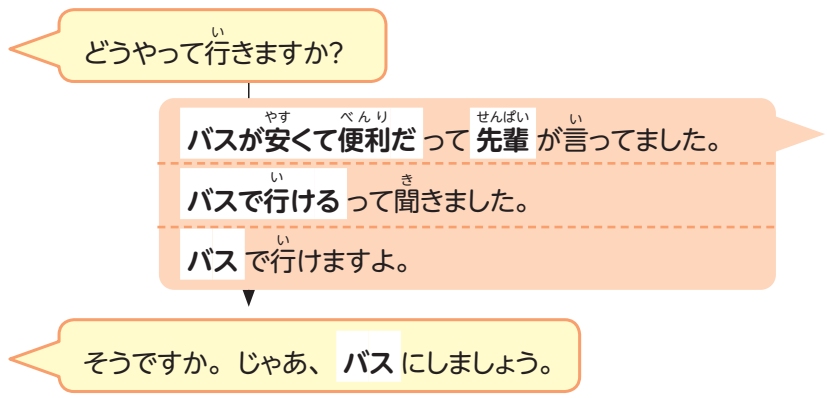 どうやって行きますか?
バスが安くて便利だって先輩が言ってました。
バスで行けるって聞きました。
バスで行けますよ。
そうですか。じゃあ、バスにしましょう。